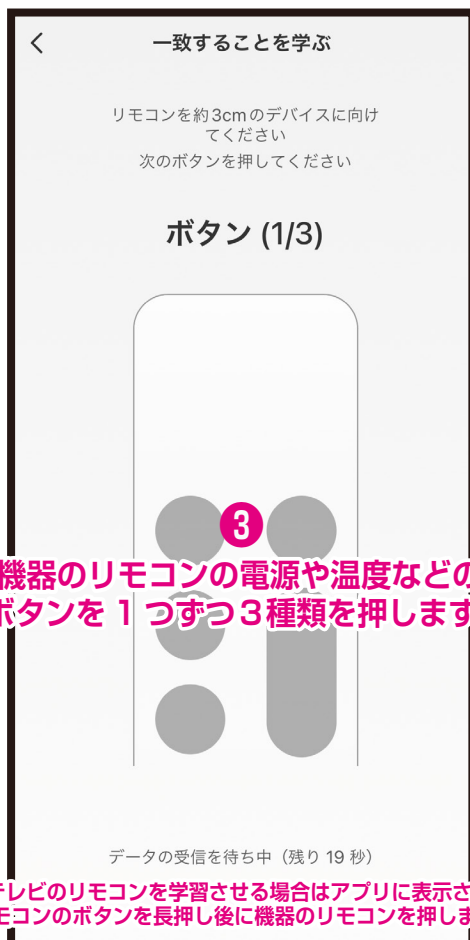 一致することを学ぶ
リモコンを約3cmのデバイスに向け
てください
次のボタンを押してください
ボタン (1/3)
3
機器のリモコンの電源や温度などの
ボタンを1つずつ3種類を押します
データの受信を待ち中（残り 19 秒）
テレビのリモコンを学習させる場合はアプリに表示さ
モコンのボタンを長押し後に機器のリモコンを押しま